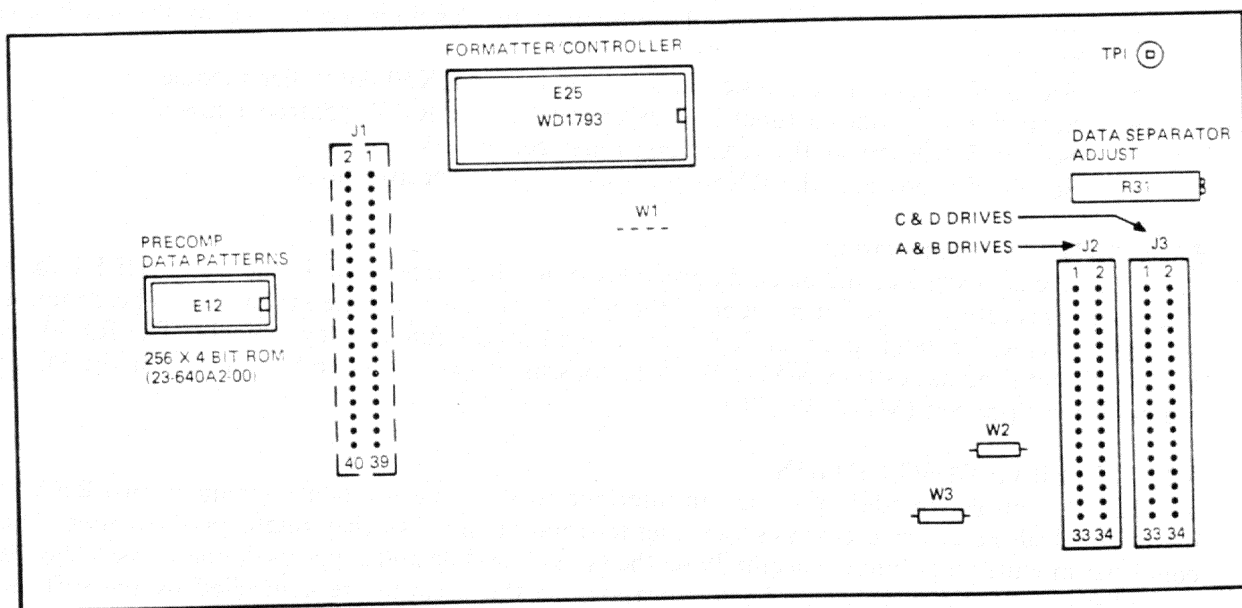 FORMATTER/CONTROLLER
E25
WD1793
TPI
DATA SEPARATOR
ADJUST
R31
J1
2 1
40 39
W1
C & D DRIVES
A & B DRIVES
J2
1 2
33 34
J3
1 2
33 34
PRECOMP
DATA PATTERNS
E12
256 X 4 BIT ROM
(23-640A2-00)
W2
W3